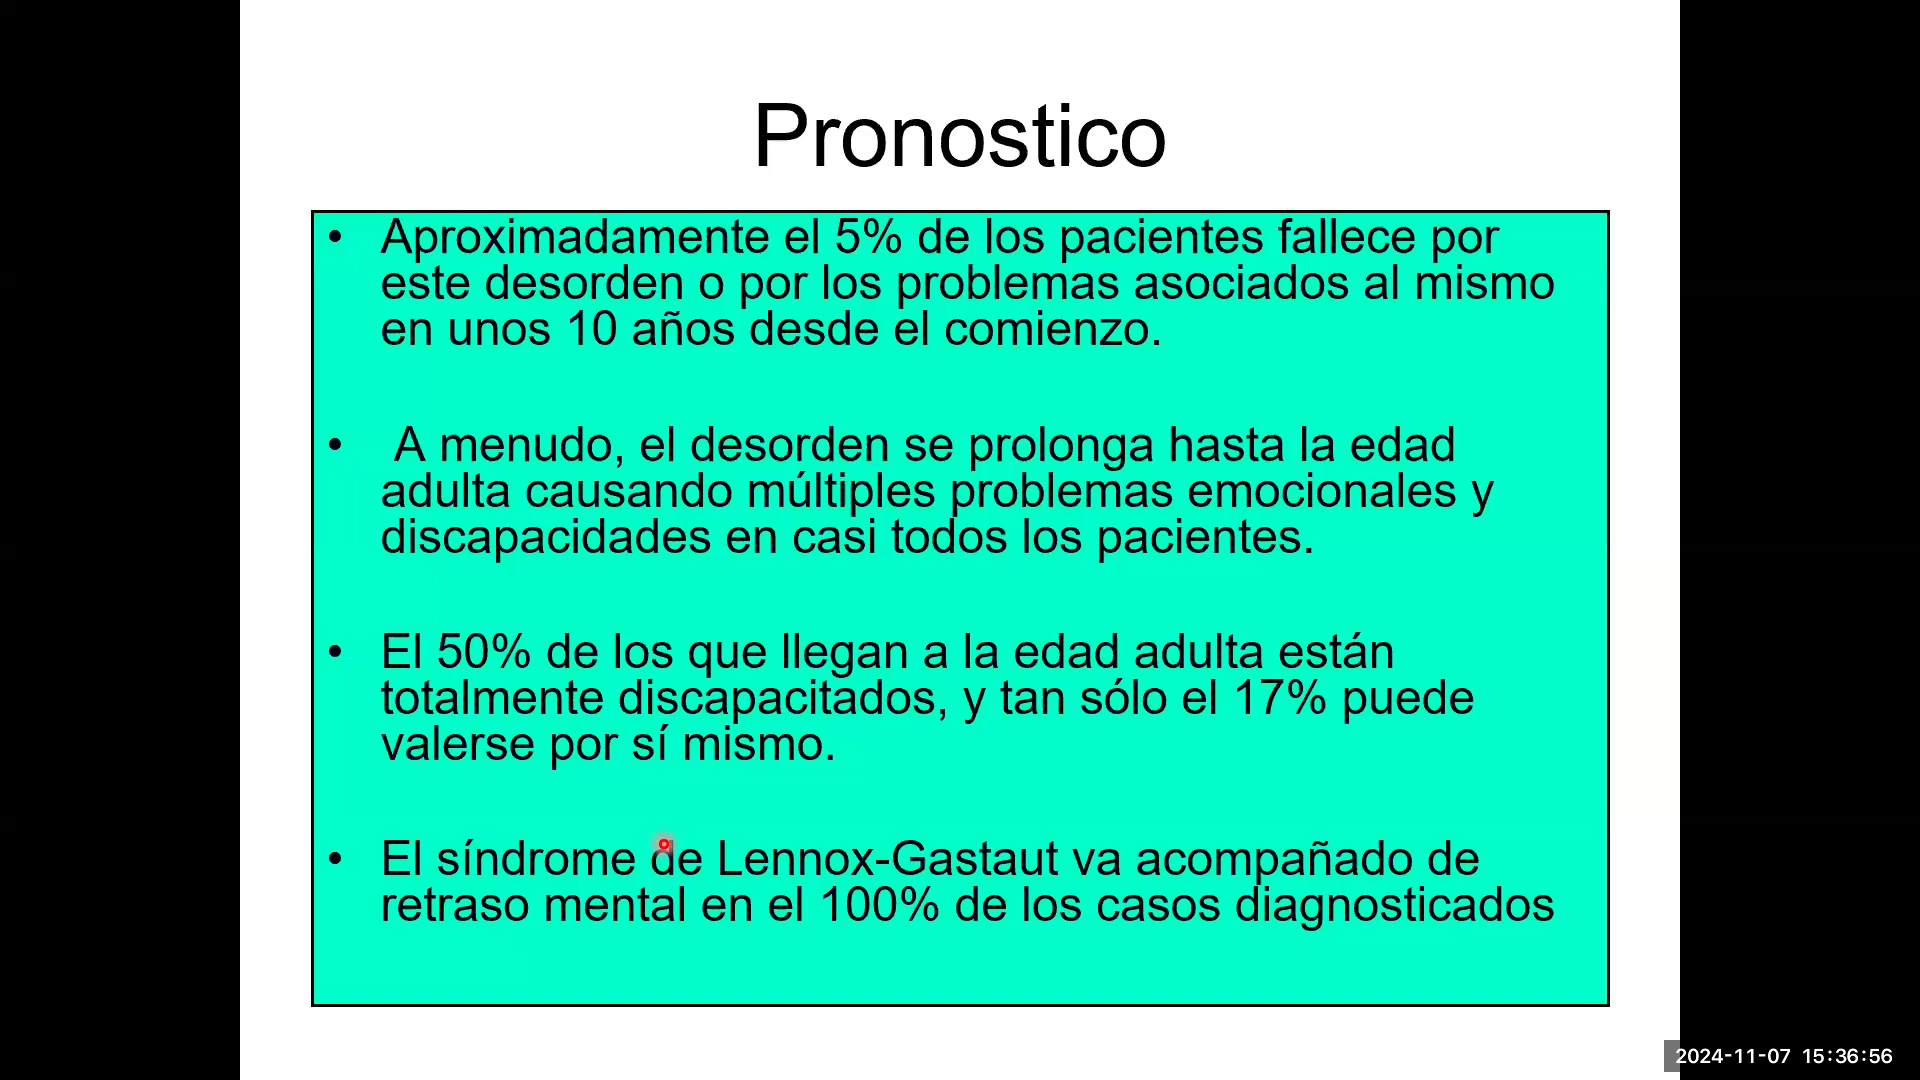 Pronostico
• Aproximadamente el 5% de los pacientes fallece por
este desorden o por los problemas asociados al mismo
en unos 10 años desde el comienzo.
• A menudo, el desorden se prolonga hasta la edad
adulta causando múltiples problemas emocionales y
discapacidades en casi todos los pacientes.
• El 50% de los que llegan a la edad adulta están
totalmente discapacitados, y tan sólo el 17% puede
valerse por sí mismo.
• El síndrome de Lennox-Gastaut va acompañado de
retraso mental en el 100% de los casos diagnosticados
2024-11-07 15:36:56